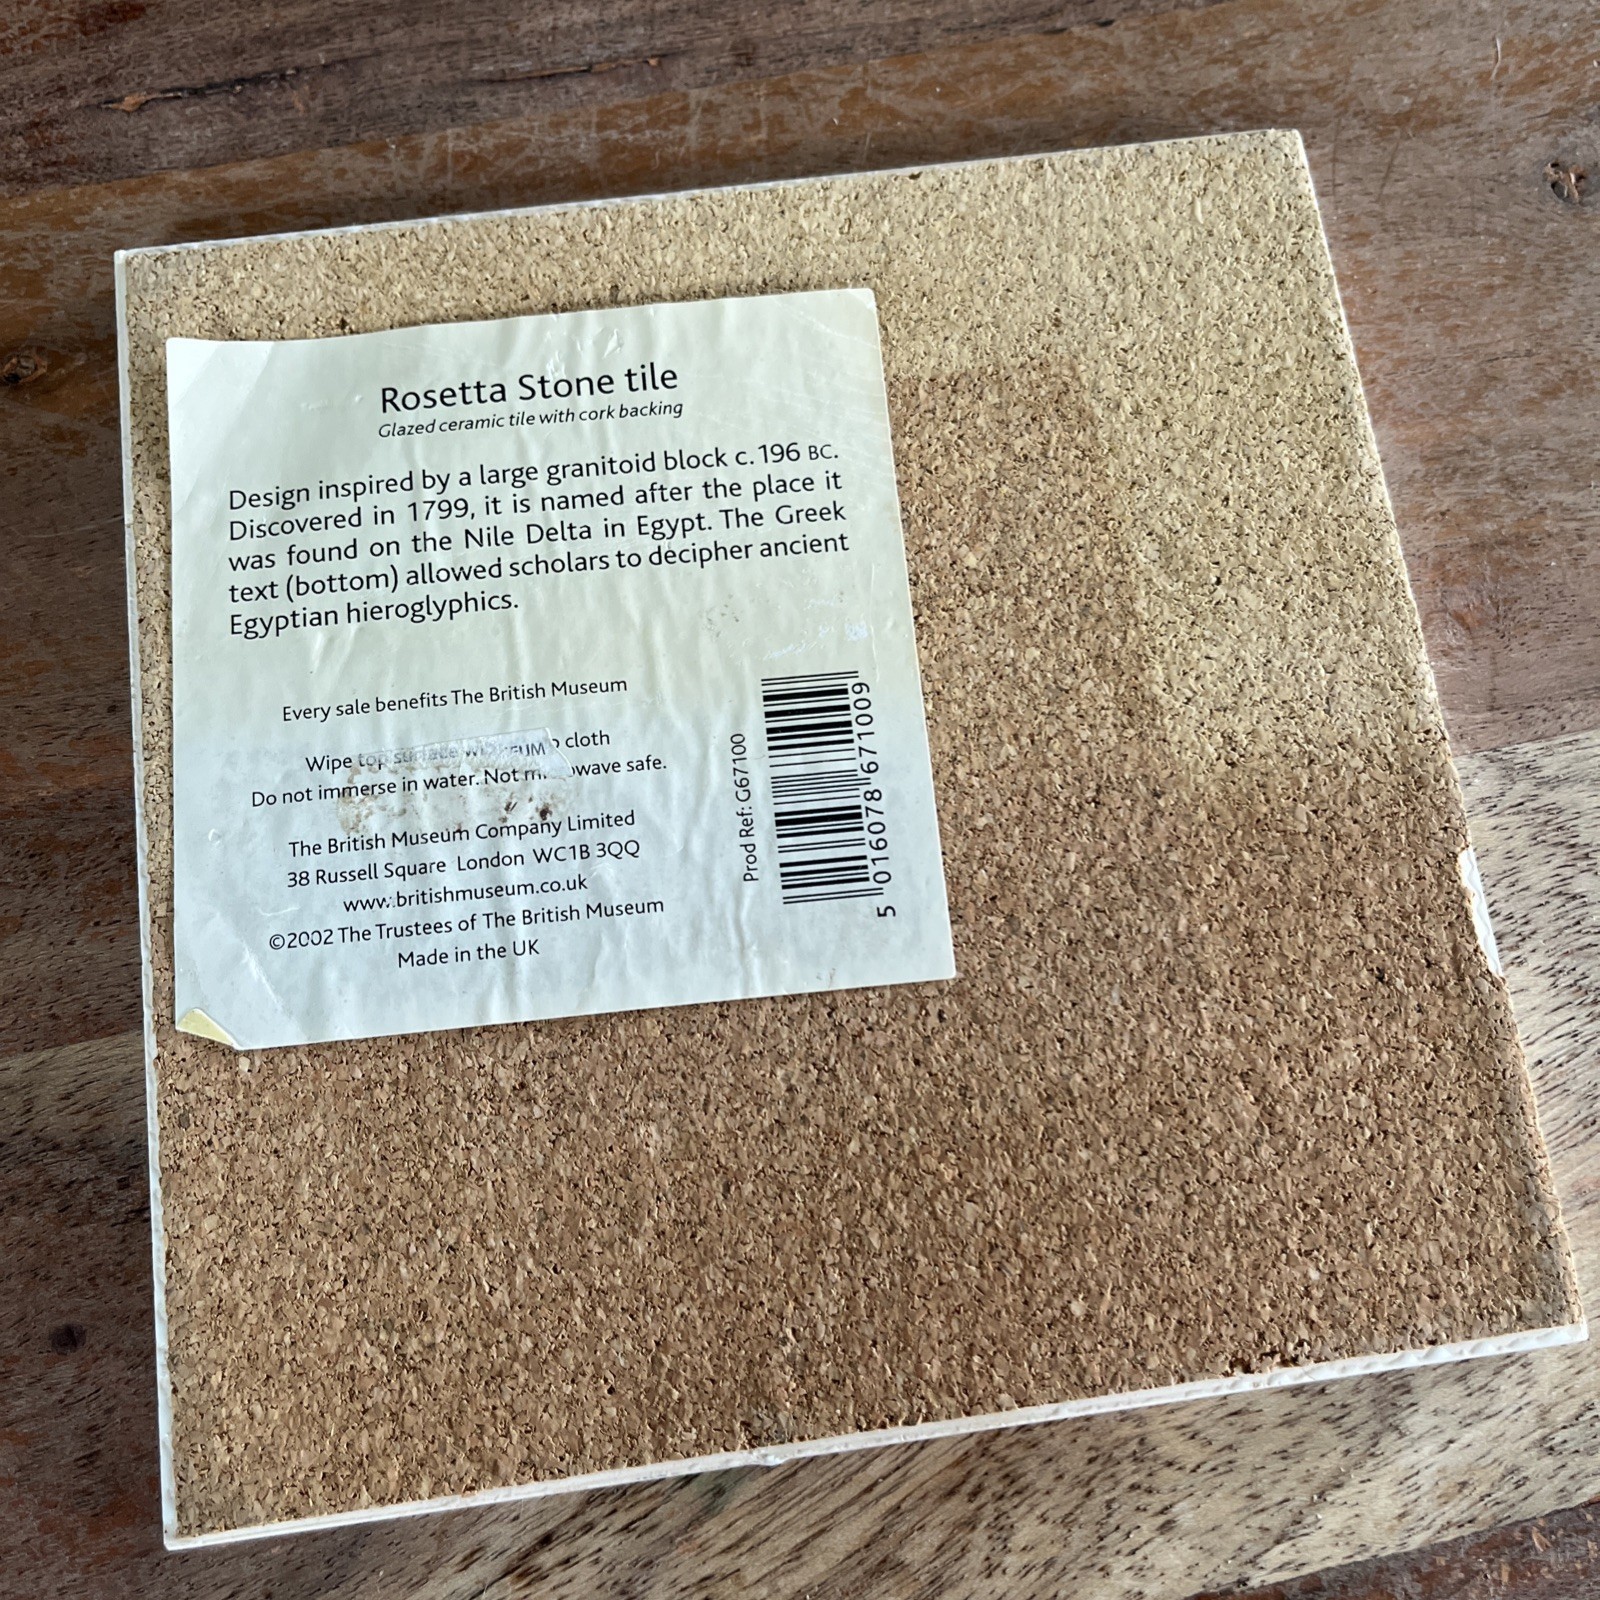 Rosetta Stone tile
Glazed ceramic tile with cork backing
Design inspired by a large granitoid block c.196 BC.
Discovered in 1799, it is named after the place it
was found on the Nile Delta in Egypt. The Greek
text (bottom) allowed scholars to decipher ancient
Egyptian hieroglyphics.
Every sale benefits The British Museum
Wipe top surface cloth
Do not immerse in water. Not safe.
The British Museum Company Limited
38 Russell Square London WC1B 3QQ
www.britishmuseum.co.uk
©2002 The Trustees of The British Museum
Made in the UK
Prod Ref: G67100
5 016078 671009